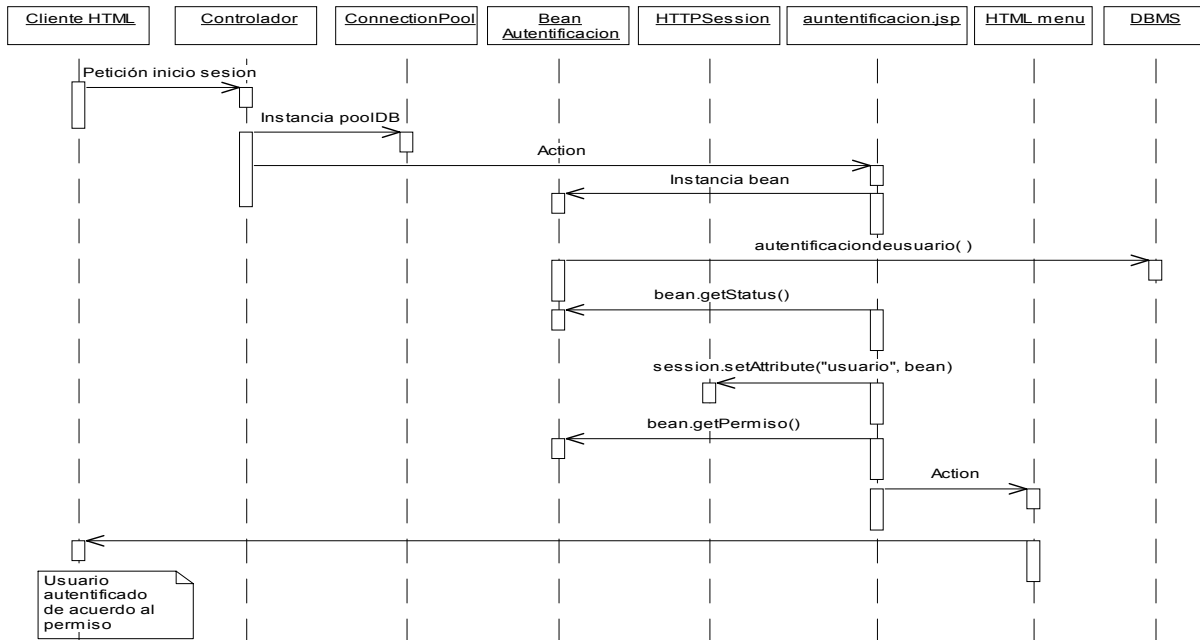 Cliente HTML
Controlador
ConnectionPool
Bean
Autentificacion
HTTPSession
auntentificacion.jsp
HTML menu
DBMS
Petición inicio sesion
Instancia poolDB
Action
Instancia bean
autentificaciondeusuario( )
bean.getStatus()
session.setAttribute("usuario", bean)
bean.getPermiso()
Action
Usuario
autentificado
de acuerdo al
permiso